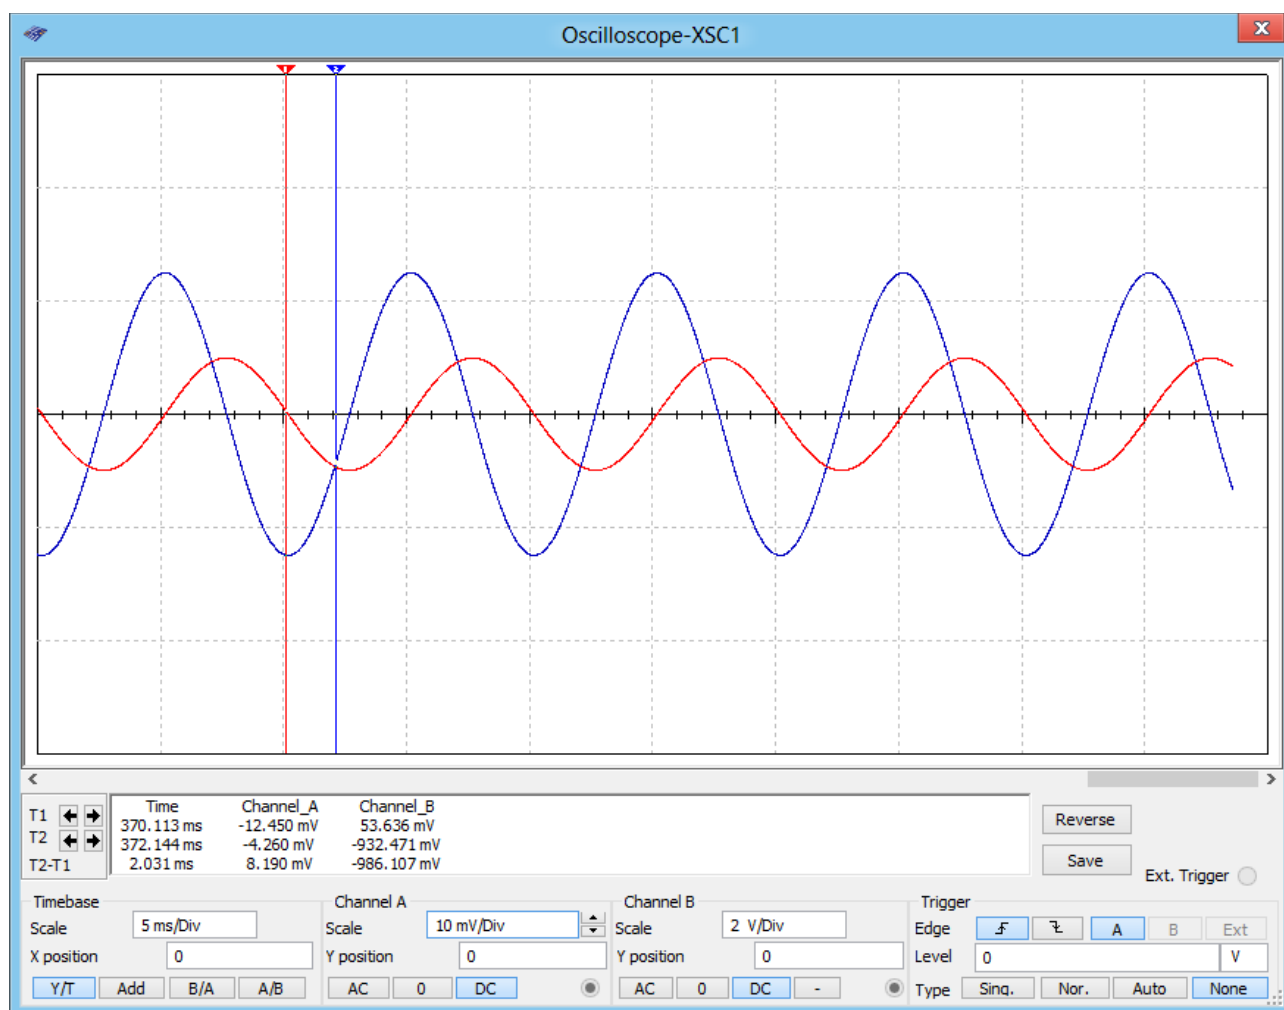 Oscilloscope-XSC1
x
1 2
Time Channel_A Channel_B
T1 370.113 ms -12.450 mV 53.636 mV
T2 372.144 ms -4.260 mV -932.471 mV
T2-T1 2.031 ms 8.190 mV -986.107 mV
Reverse
Save
Ext. Trigger
Timebase
Scale 5 ms/Div
X position 0
Y/T Add B/A A/B
Channel A
Scale 10 mV/Div
Y position 0
AC 0 DC
Channel B
Scale 2 V/Div
Y position 0
AC 0 DC -
Trigger
Edge A B Ext
Level 0 V
Type Sing. Nor. Auto None